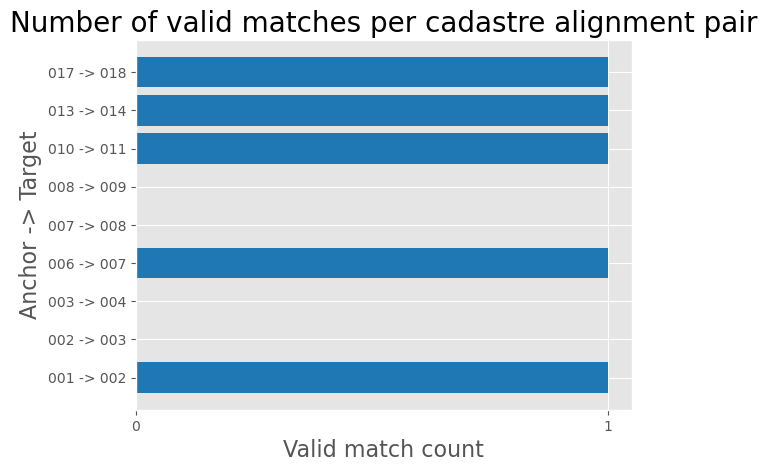 Number of valid matches per cadastre alignment pair
Anchor -> Target
017 -> 018
013 -> 014
010 -> 011
008 -> 009
007 -> 008
006 -> 007
003 -> 004
002 -> 003
001 -> 002
0 1
Valid match count